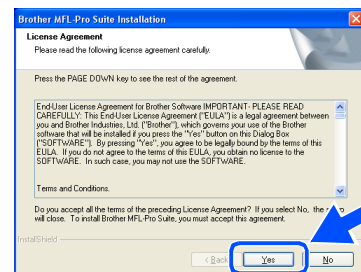 Brother MFL-Pro Suite Installation
License Agreement
Please read the following license agreement carefully.
Press the PAGE DOWN key to see the rest of the agreement.
End-User License Agreement for Brother Software IMPORTANT- PLEASE READ
CAREFULLY: This End-User License Agreement ("EULA") is a legal agreement between
you and Brother Industries, Ltd. ("Brother"), which governs your use of the Brother
software that will be installed if you press the "Yes" button on this Dialog Box
("SOFTWARE"). By pressing "Yes", you agree to be legally bound by the terms of this
EULA. If you do not agree to the terms of this EULA, you obtain no license to the
SOFTWARE. In such case, you may not use the SOFTWARE.
Terms and Conditions.
Do you accept all the terms of the preceding License Agreement? If you select No, the
will close. To install Brother MFL-Pro Suite, you must accept this agreement.
InstallShield
< Back
Yes
No